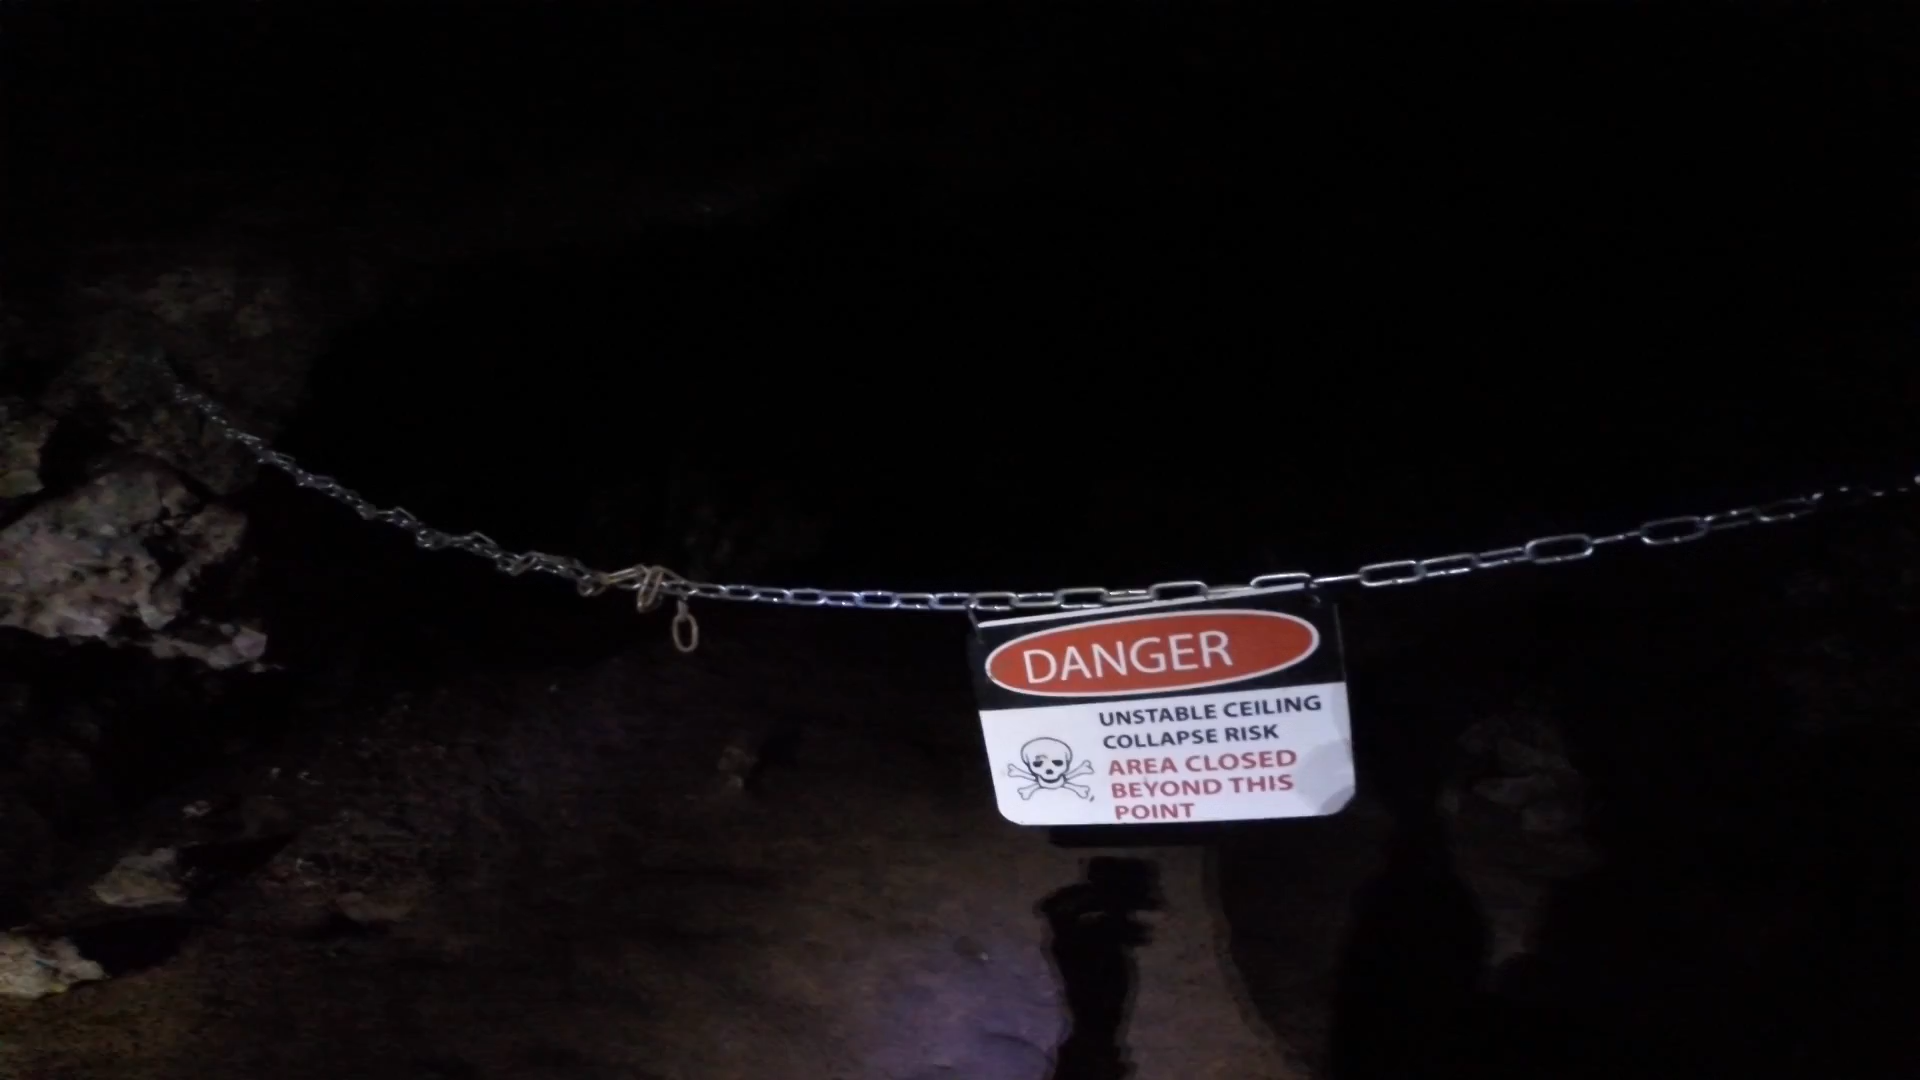 DANGER
UNSTABLE CEILING
COLLAPSE RISK
AREA CLOSED
BEYOND THIS
POINT